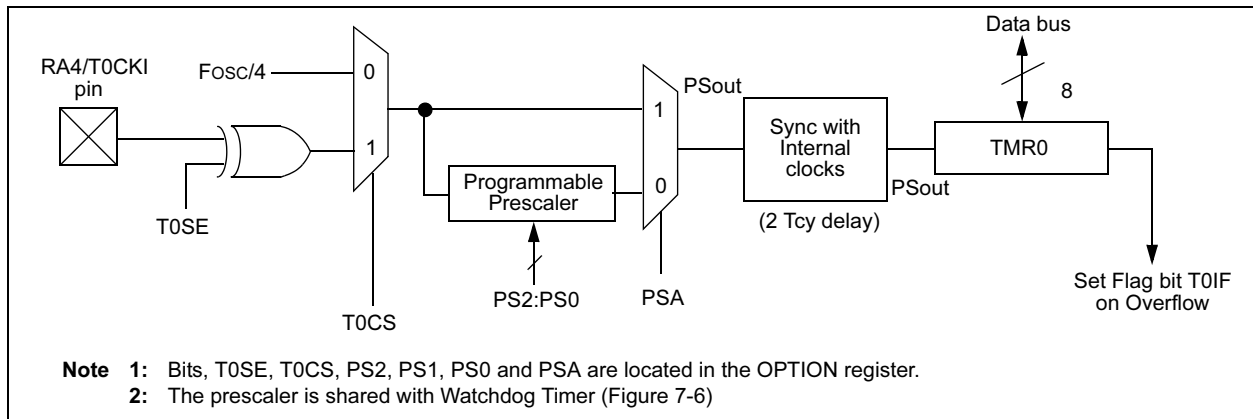 Data bus
RA4/T0CKI
pin
FOSC/4
0
1
T0SE
T0CS
Programmable
Prescaler
PS2:PS0
1
0
PSA
PSout
Sync with
Internal
clocks
(2 Tcy delay)
PSout
8
TMR0
Set Flag bit T0IF
on Overflow
Note 1: Bits, T0SE, T0CS, PS2, PS1, PS0 and PSA are located in the OPTION register.
2: The prescaler is shared with Watchdog Timer (Figure 7-6)